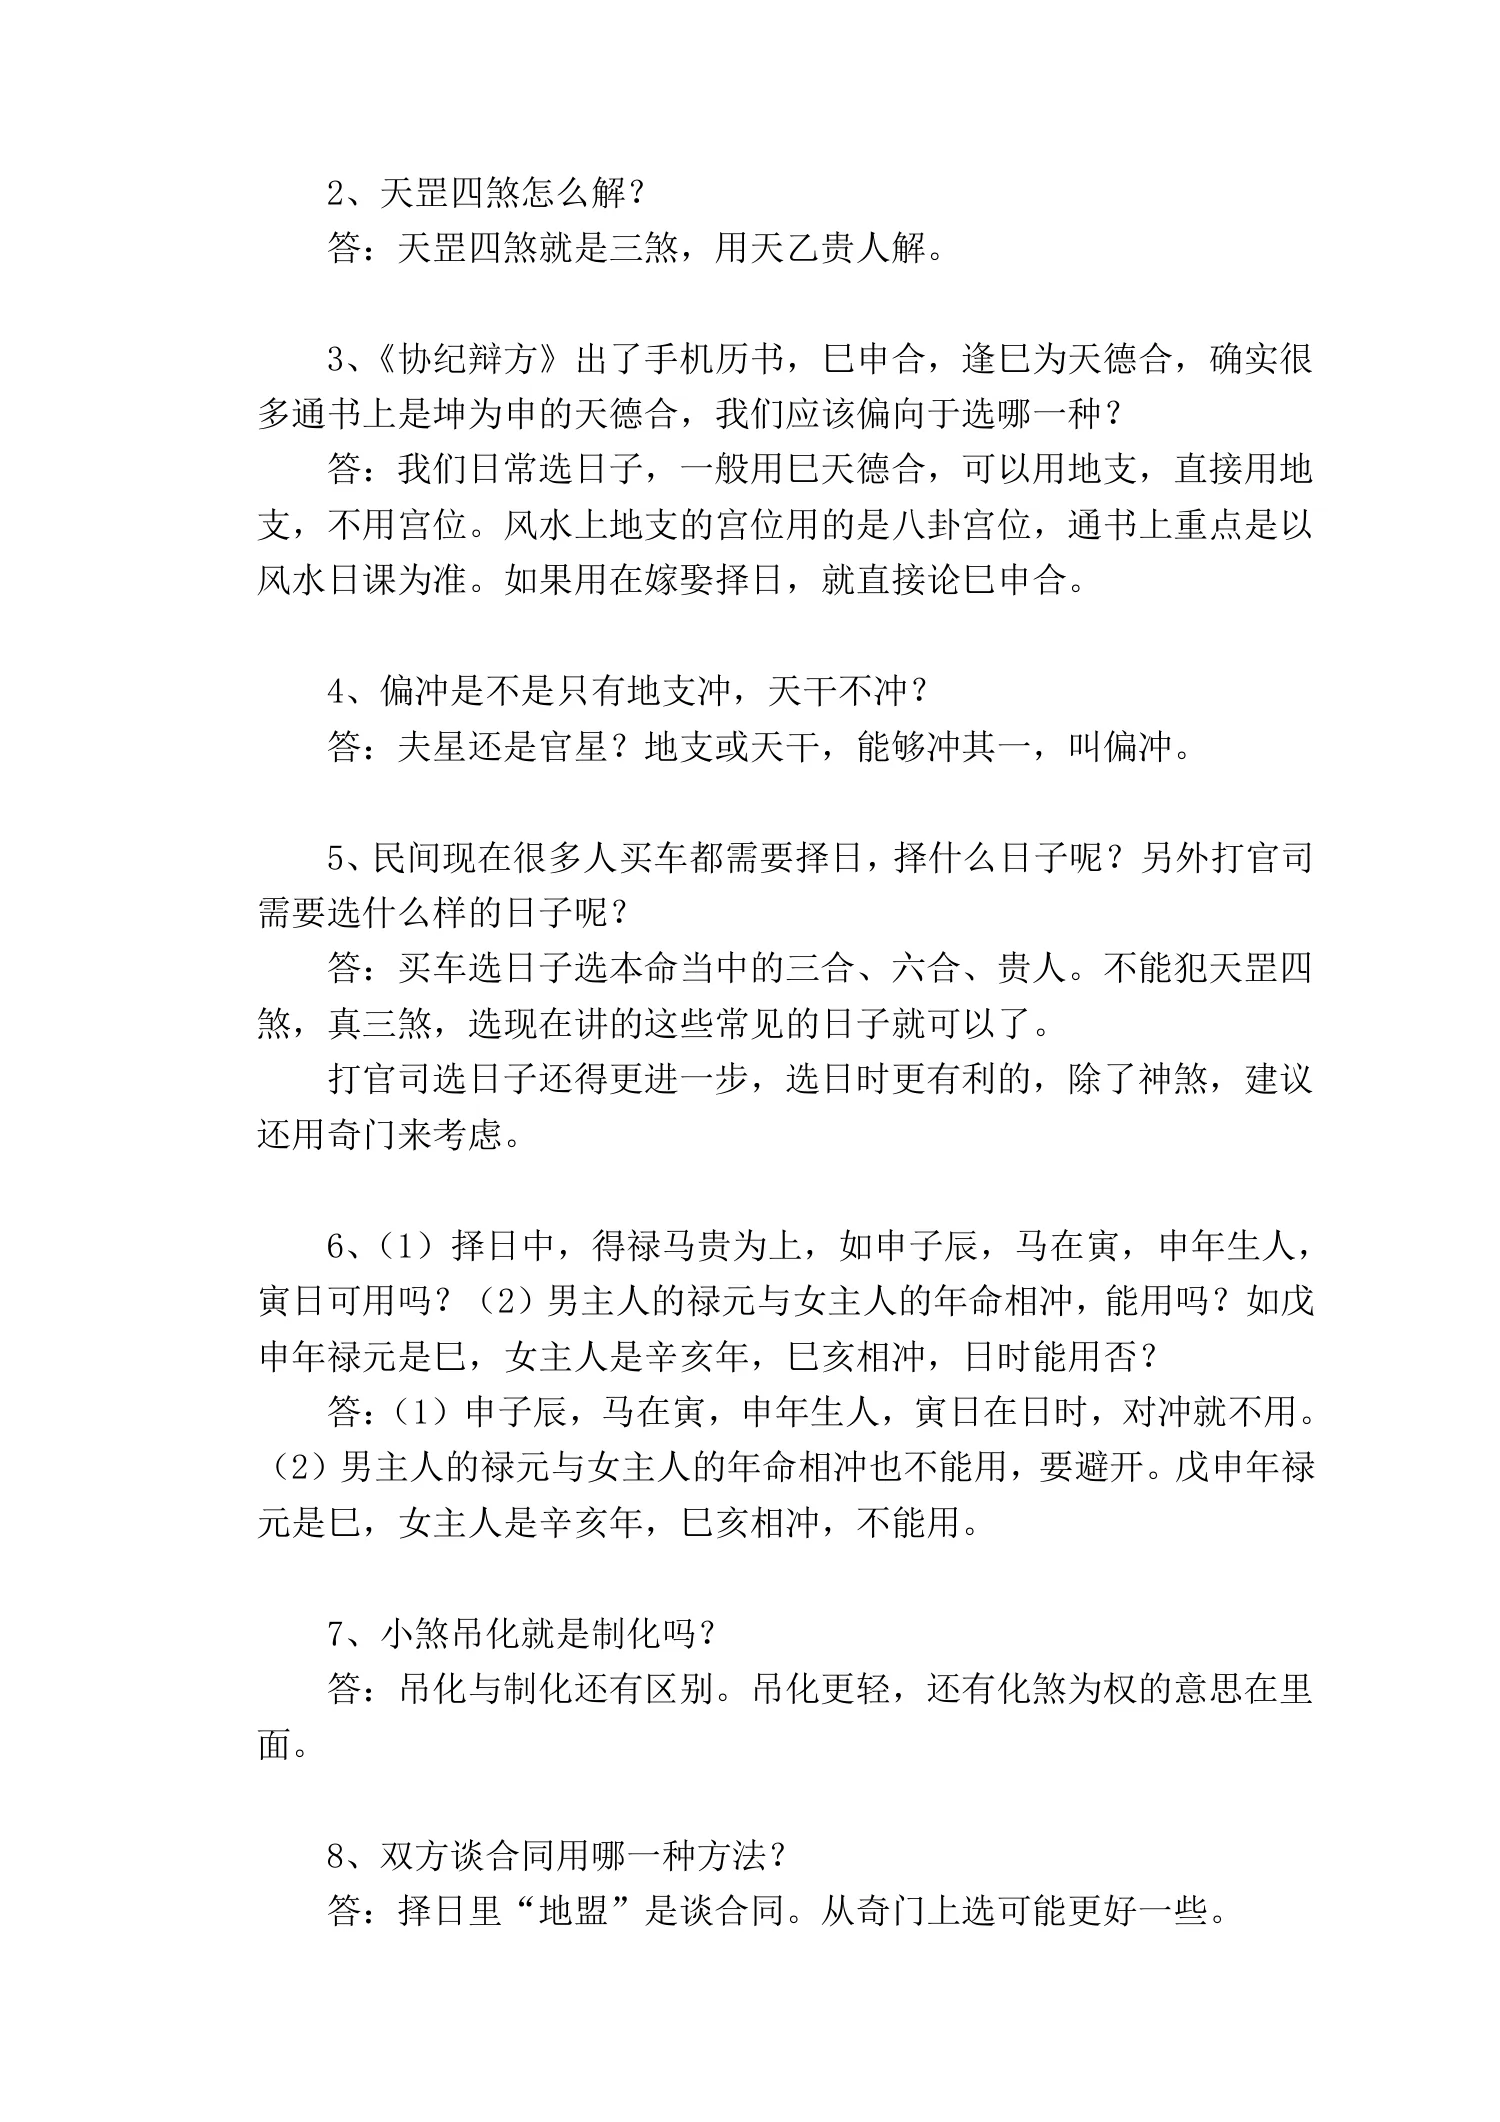 2、天罡四煞怎么解？
答：天罡四煞就是三煞，用天乙贵人解。
3、《协纪辩方》出了手机历书，巳申合，逢巳为天德合，确实很
多通书上是坤为申的天德合，我们应该偏向于选哪一种？
答：我们日常选日子，一般用巳天德合，可以用地支，直接用地
支，不用宫位。风水上地支的宫位用的是八卦宫位，通书上重点是以
风水日课为准。如果用在嫁娶择日，就直接论巳申合。
4、偏冲是不是只有地支冲，天干不冲？
答：夫星还是官星？地支或天干，能够冲其一，叫偏冲。
5、民间现在很多人买车都需要择日，择什么日子呢？另外打官司
需要选什么样的日子呢？
答：买车选日子选本命当中的三合、六合、贵人。不能犯天罡四
煞，真三煞，选现在讲的这些常见的日子就可以了。
打官司选日子还得更进一步，选日时更有利的，除了神煞，建议
还用奇门来考虑。
6、（1）择日中，得禄马贵为上，如申子辰，马在寅，申年生人，
寅日可用吗？（2）男主人的禄元与女主人的年命相冲，能用吗？如戊
申年禄元是巳，女主人是辛亥年，巳亥相冲，日时能用否？
答：（1）申子辰，马在寅，申年生人，寅日在日时，对冲就不用。
（2）男主人的禄元与女主人的年命相冲也不能用，要避开。戊申年禄
元是巳，女主人是辛亥年，巳亥相冲，不能用。
7、小煞吊化就是制化吗？
答：吊化与制化还有区别。吊化更轻，还有化煞为权的意思在里
面。
8、双方谈合同用哪一种方法？
答：择日里“地盟”是谈合同。从奇门上选可能更好一些。